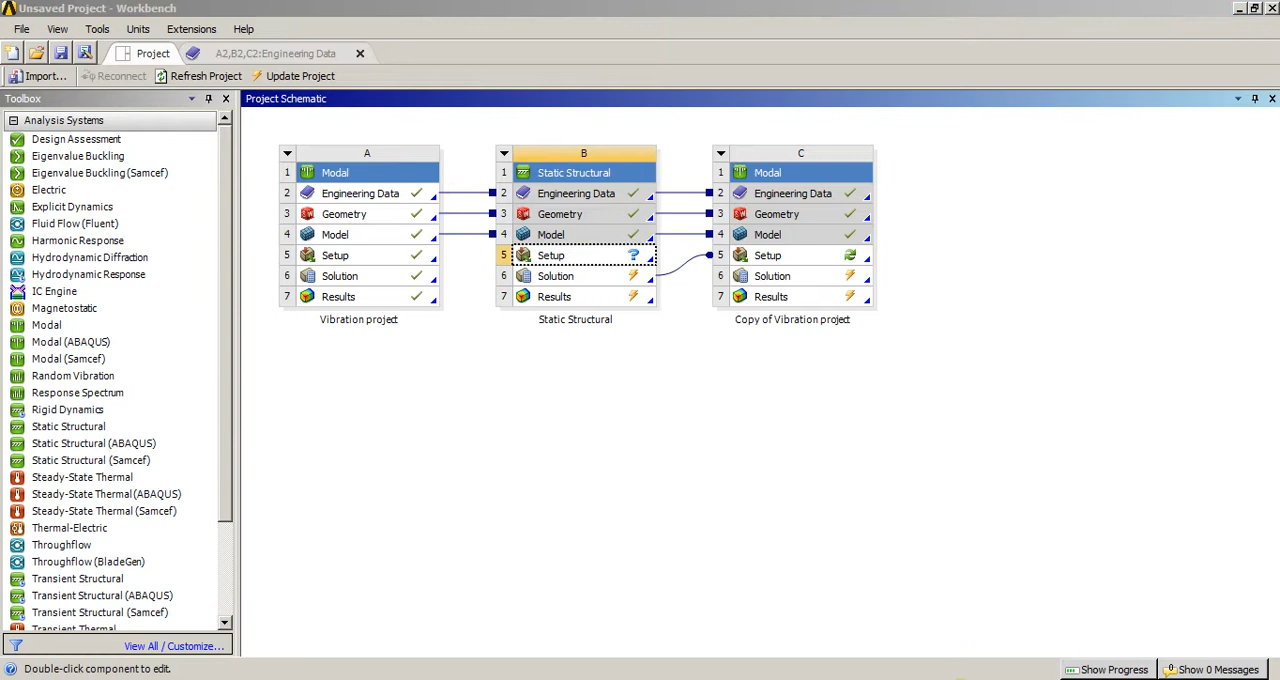 Unsaved Project - Workbench
File View Tools Units Extensions Help
Project A2,B2,C2:Engineering Data
Import... Reconnect Refresh Project Update Project
Toolbox
Analysis Systems
Design Assessment
Eigenvalue Buckling
Eigenvalue Buckling (Samcef)
Electric
Explicit Dynamics
Fluid Flow (Fluent)
Harmonic Response
Hydrodynamic Diffraction
Hydrodynamic Response
IC Engine
Magnetostatic
Modal
Modal (ABAQUS)
Modal (Samcef)
Random Vibration
Response Spectrum
Rigid Dynamics
Static Structural
Static Structural (ABAQUS)
Static Structural (Samcef)
Steady-State Thermal
Steady-State Thermal (ABAQUS)
Steady-State Thermal (Samcef)
Thermal-Electric
Throughflow
Throughflow (BladeGen)
Transient Structural
Transient Structural (ABAQUS)
Transient Structural (Samcef)
Transient Thermal
View All / Customize...
Project Schematic
A
1 Modal
2 Engineering Data
3 Geometry
4 Model
5 Setup
6 Solution
7 Results
Vibration project
B
1 Static Structural
2 Engineering Data
3 Geometry
4 Model
5 Setup
6 Solution
7 Results
Static Structural
C
1 Modal
2 Engineering Data
3 Geometry
4 Model
5 Setup
6 Solution
7 Results
Copy of Vibration project
Double-click component to edit.
Show Progress Show 0 Messages